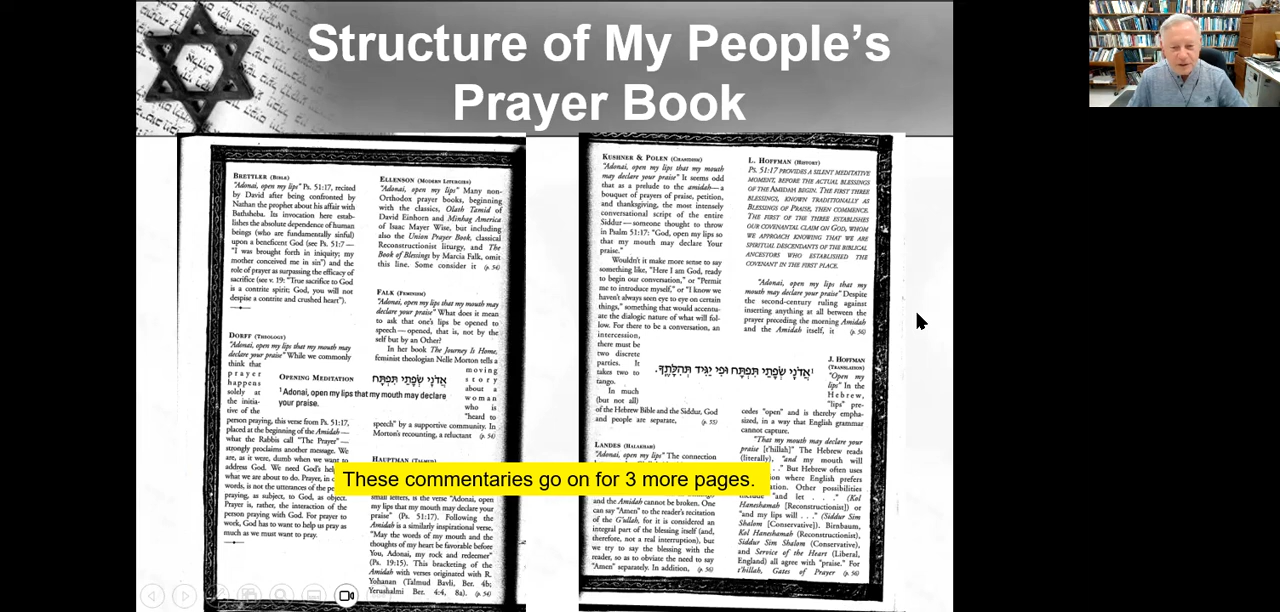 Structure of My People's
Prayer Book
BRETTLER (BIBLE)
"Adonai, open my lips" Ps. 51:17, recited
by David after being confronted by
Nathan the prophet about his affair with
Bathsheba. Its invocation here estab-
lishes the absolute dependence of human
beings (who are fundamentally sinful)
upon a beneficent God (see Ps. 51:7—
"I was brought forth in iniquity; my
mother conceived me in sin") and the
role of prayer as surpassing the efficacy of
sacrifice (see v. 19: "True sacrifice to God
is a contrite spirit; God, you will not
despise a contrite and crushed heart").
DORFF (THEOLOGY)
"Adonai, open my lips that my mouth may
declare your praise" While we commonly
think that
prayer
happens
solely at
the initia-
tive of the
person praying, this verse from Ps. 51:17,
placed at the beginning of the Amidah—
what the Rabbis call "The Prayer"—
strongly proclaims another message. We
are, as it were, dumb when we want to
address God. We need God's help
what we are about to do. Prayer, in
words, is not the utterances of the
praying, as subject, to God, as object.
Prayer is, rather, the interaction of the
person praying with God. For prayer to
work, God has to want to help us pray as
much as we must want to pray.
OPENING MEDITATION
אֲדֹנָי שְׂפָתַי תִּפְתָּח
1 Adonai, open my lips that my mouth may declare
your praise.
ELLENSON (MODERN LITURGIES)
"Adonai, open my lips" Many non-
Orthodox prayer books, beginning
with the classics, Olath Tamid of
David Einhorn and Minhag America
of Isaac Mayer Wise, but including
also the Union Prayer Book, classical
Reconstructionist liturgy, and The
Book of Blessings by Marcia Falk, omit
this line. Some consider it (p. 54)
FALK (FEMINISM)
"Adonai, open my lips that my mouth may
declare your praise" What does it mean
to ask that one's lips be opened to
speech—opened, that is, not by the
self but by an Other?
In her book The Journey Is Home,
feminist theologian Nelle Morton tells a
moving
story
about a
woman
who is
"heard to
speech" by a supportive community. In
Morton's recounting, a reluctant (p. 54)
HAUPTMAN (TALMUD)
small letters, is the verse "Adonai, open
my lips that my mouth may declare your
praise" (Ps. 51:17). Following the
Amidah is a similarly inspirational verse,
"May the words of my mouth and the
thoughts of my heart be favorable before
You, Adonai, my rock and redeemer"
(Ps. 19:15). This bracketing of the
Amidah with verses originated with R.
Yohanan (Talmud Bavli, Ber. 4b;
Yerushalmi Ber. 4:4, 8a). (p. 54)
KUSHNER & POLEN (CHASIDISM)
"Adonai, open my lips that my mouth may
declare your praise" It seems odd
that as a prelude to the amidah—a
bouquet of prayers of praise, petition,
and thanksgiving, the most intensely
conversational script of the entire
Siddur—someone thought to throw
in Psalm 51:17: "God, open my lips so
that my mouth may declare Your
praise."
Wouldn't it make more sense to say
something like, "Here I am, God, ready
to begin our conversation," or "Permit
me to introduce myself," or "I know we
haven't always seen eye to eye on certain
things," something that would accentu-
ate the dialogic nature of what will fol-
low. For there to be a conversation, an
intercession,
there must be
two discrete
parties. It
takes two to
tango.
In much
(but not all)
of the Hebrew Bible and the Siddur, God
and people are separate, (p. 55)
LANDES (HALAKHAH)
"Adonai, open my lips" The connection
and the Amidah cannot be broken. One
can say "Amen" to the reader's recitation
of the G'ullah, for it is considered an
integral part of the blessing itself (and,
therefore, not a real interruption), but
we try to say the blessing with the
reader, so as to obviate the need to say
"Amen" separately. In addition, (p. 56)
1 אֲדֹנָי שְׂפָתַי תִּפְתָּח וּפִי יַגִּיד תְּהִלָּתֶךָ.
L. HOFFMAN (HISTORY)
PS. 51:17 PROVIDES A SILENT MEDITATIVE
MOMENT, BEFORE THE ACTUAL BLESSINGS
OF THE AMIDAH BEGIN. THE FIRST THREE
BLESSINGS, KNOWN TRADITIONALLY AS
BLESSINGS OF PRAISE, THEN COMMENCE.
THE FIRST OF THE THREE ESTABLISHES
OUR COVENANTAL CLAIM ON GOD, WHOM
WE APPROACH KNOWING THAT WE ARE
SPIRITUAL DESCENDANTS OF THE BIBLICAL
ANCESTORS WHO ESTABLISHED THE
COVENANT IN THE FIRST PLACE.
"Adonai, open my lips that my
mouth may declare your praise" Despite
the second-century ruling against
inserting anything at all between the
prayer preceding the morning Amidah
and the Amidah itself, it (p. 56)
J. HOFFMAN
(TRANSLATION)
"Open my
lips" In the
Hebrew,
"lips" pre-
cedes "open" and is thereby empha-
sized, in a way that English grammar
cannot capture.
"That my mouth may declare your
praise [t'hillah]" The Hebrew reads
(literally), "and my mouth will
. ." But Hebrew often uses
where English prefers
Other possibilities
"and let . . . ." (Kol
Haneshamah [Reconstructionist]) or
"and my lips will . . ." (Siddur Sim
Shalom [Conservative]). Birnbaum,
Kol Haneshamah (Reconstructionist),
Siddur Sim Shalom (Conservative),
and Service of the Heart (Liberal,
England) all agree with "praise." For
t'hillah, Gates of Prayer (p. 56)
These commentaries go on for 3 more pages.